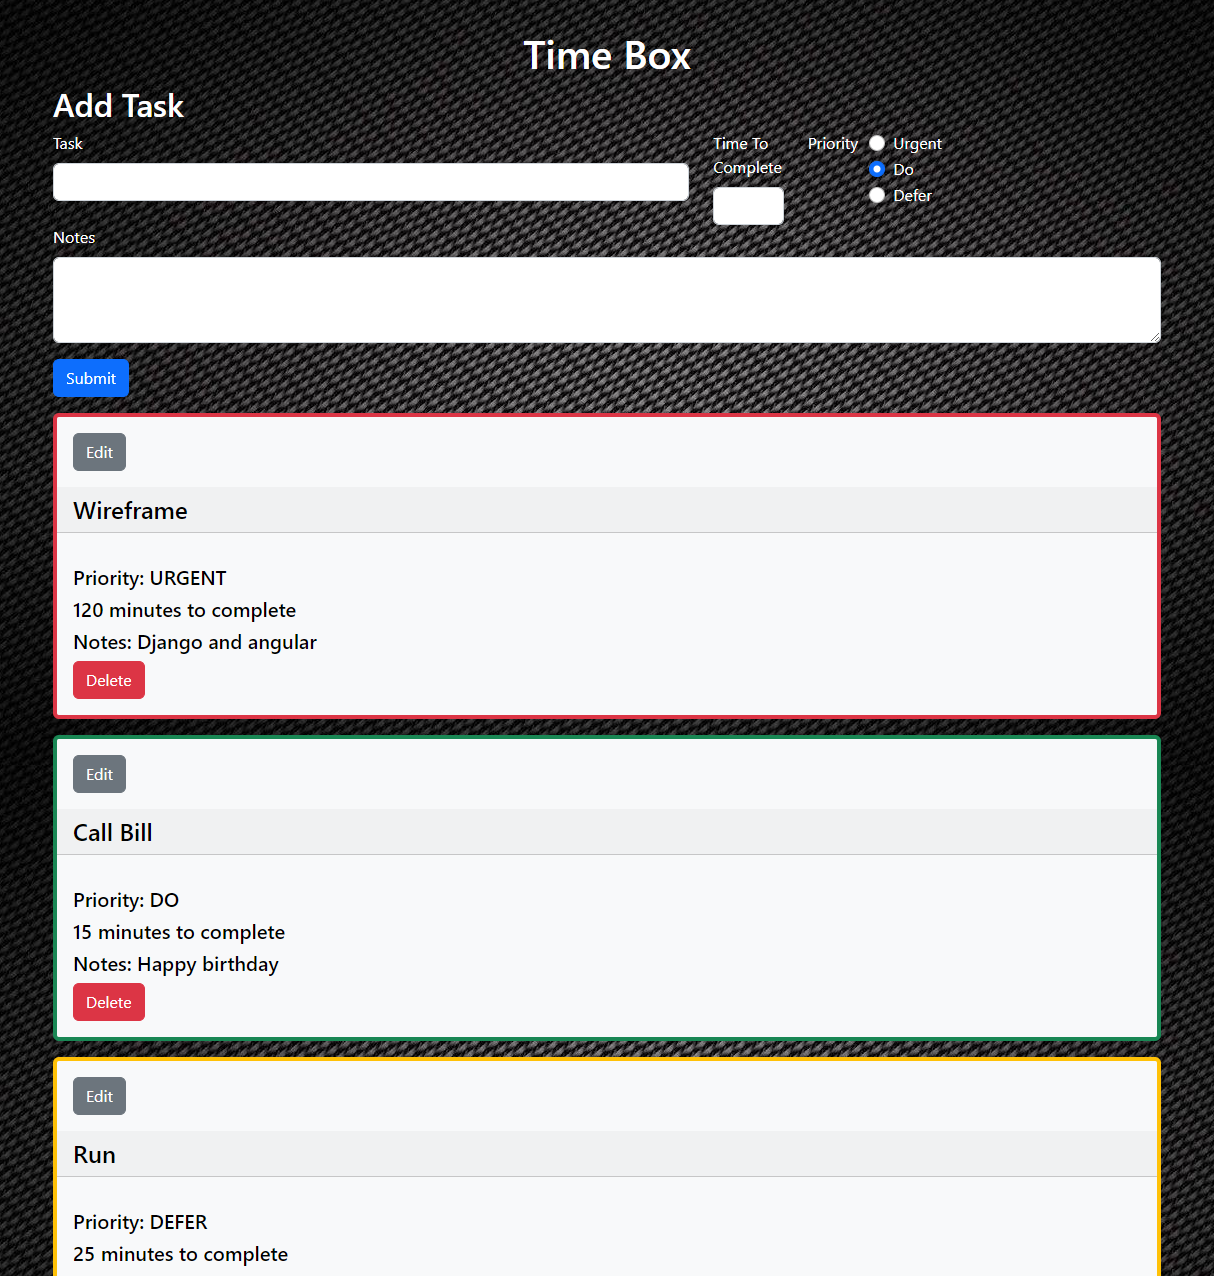 Time Box
Add Task
Task
Time To
Complete
Priority
Urgent
Do
Defer
Notes
Submit
Edit
Wireframe
Priority: URGENT
120 minutes to complete
Notes: Django and angular
Delete
Edit
Call Bill
Priority: DO
15 minutes to complete
Notes: Happy birthday
Delete
Edit
Run
Priority: DEFER
25 minutes to complete